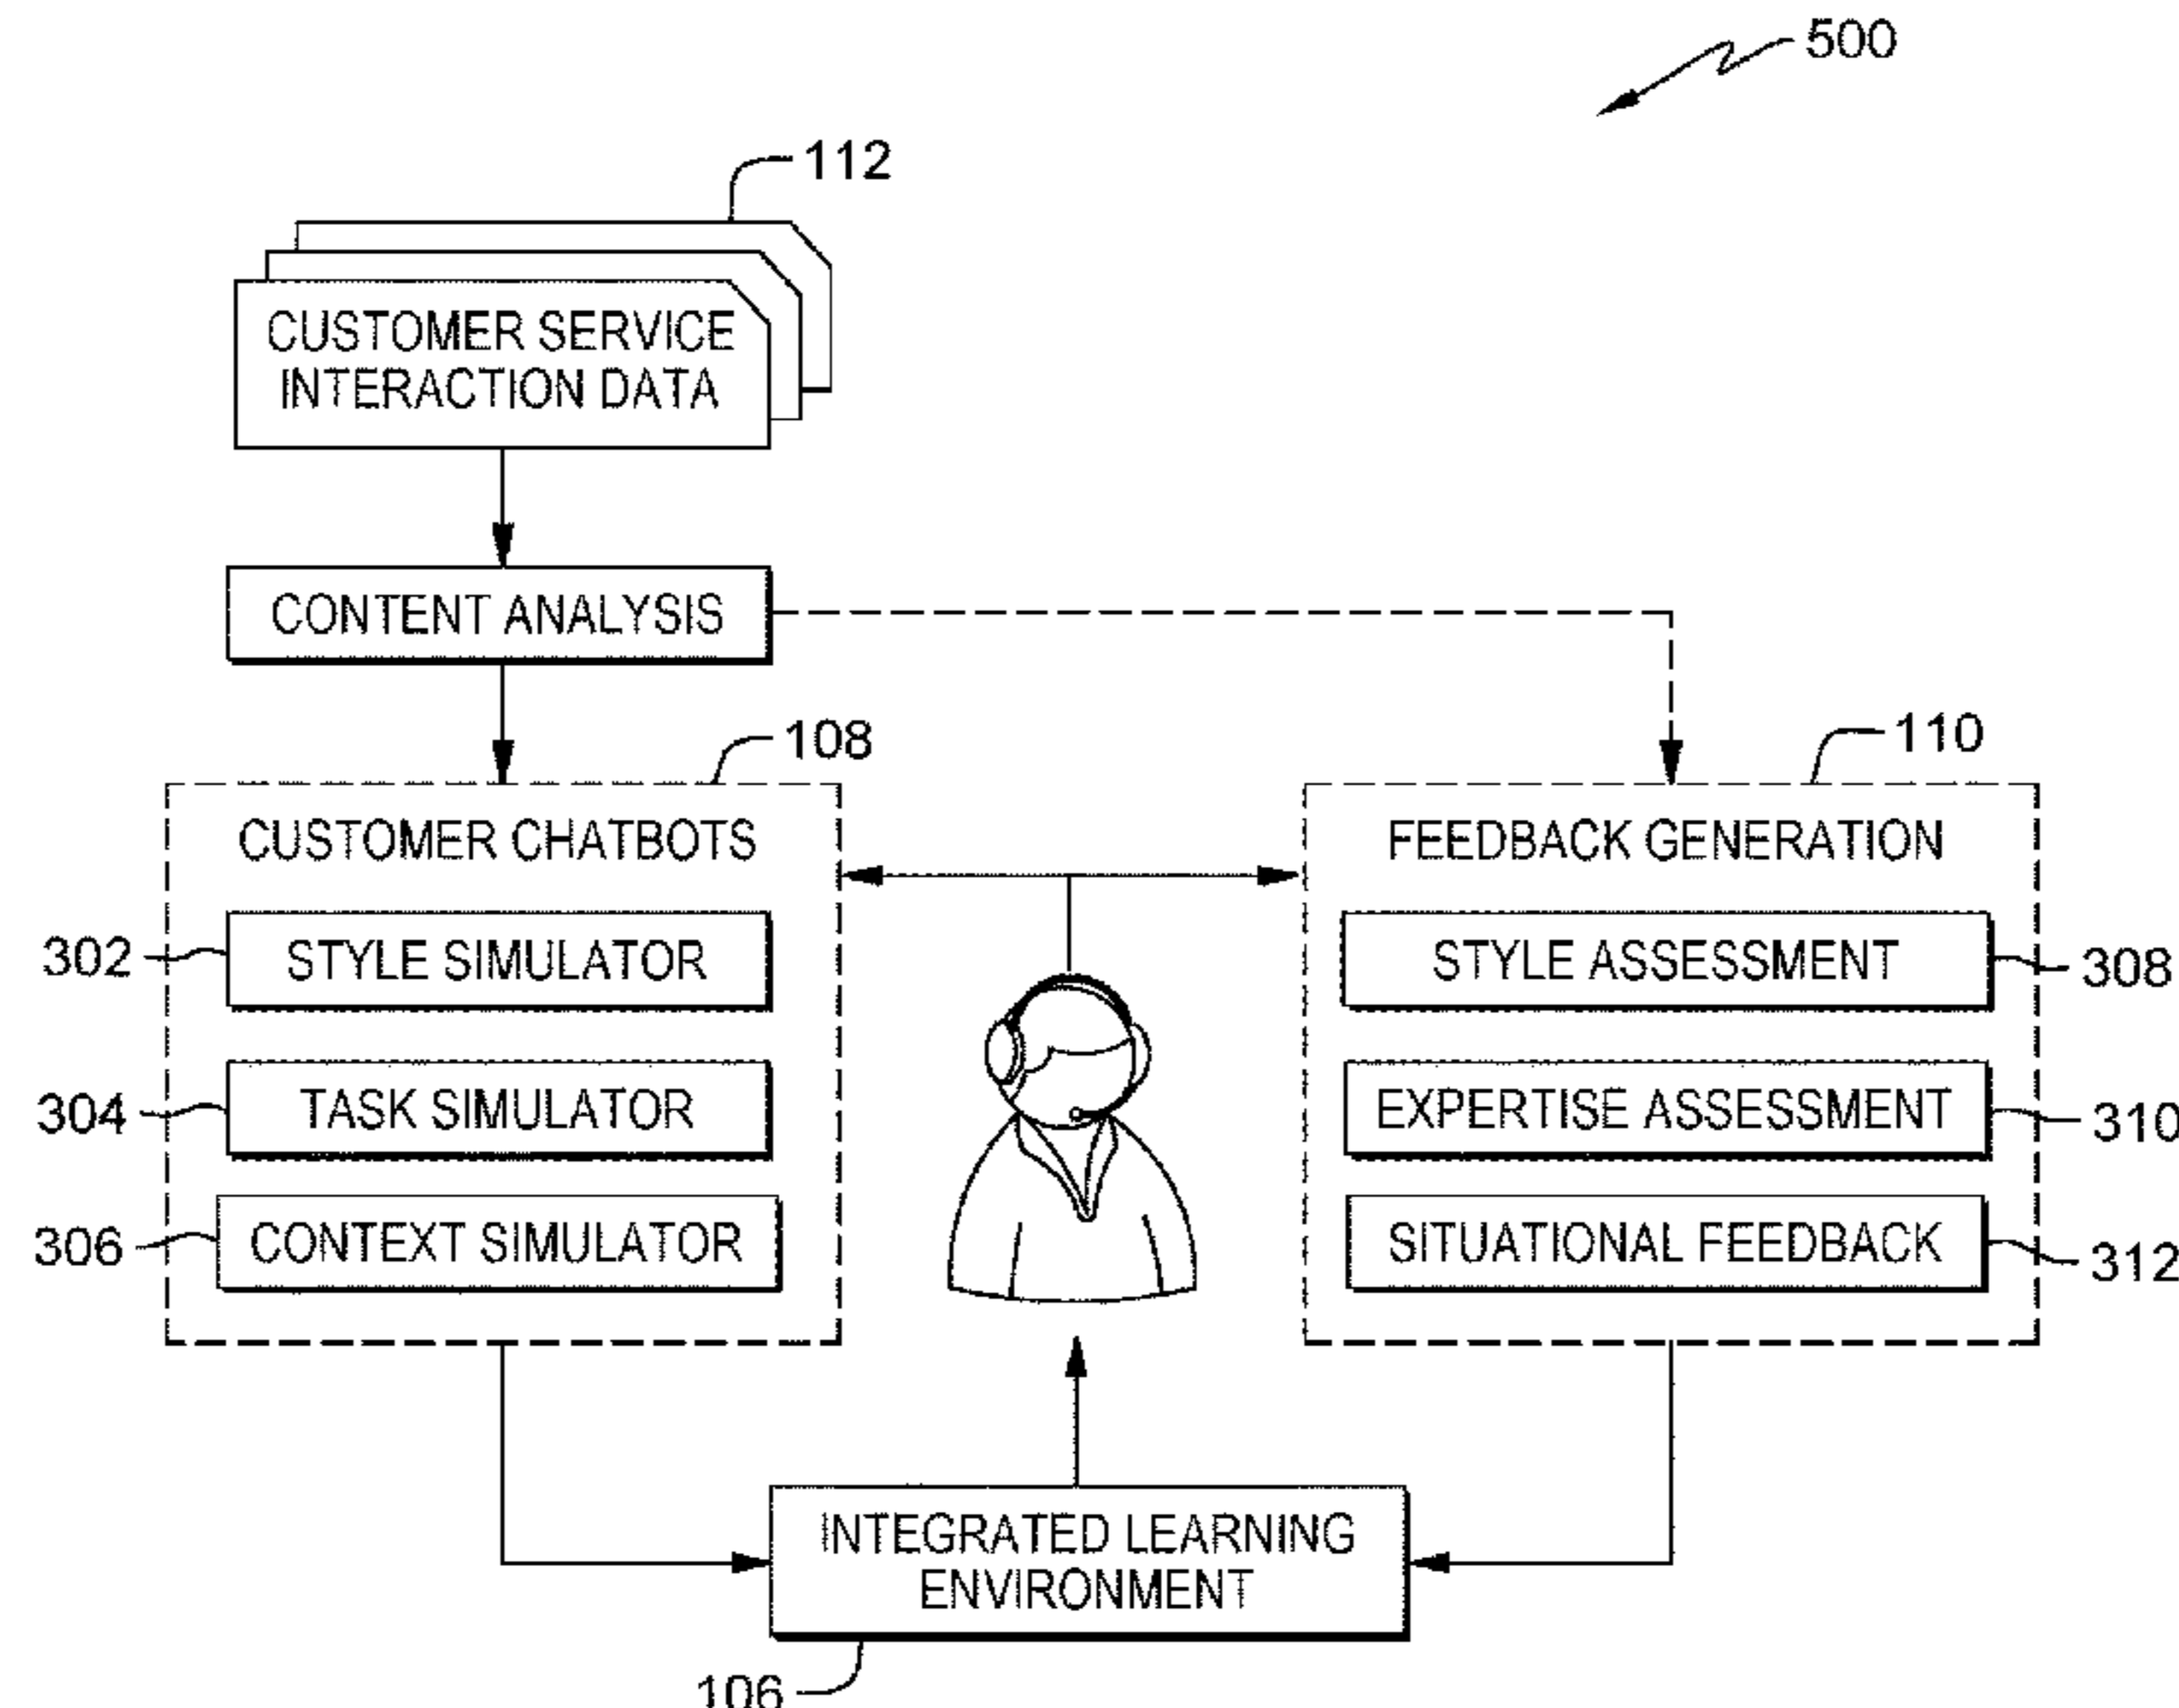 500
112
CUSTOMER SERVICE
INTERACTION DATA
CONTENT ANALYSIS
108
110
CUSTOMER CHATBOTS
FEEDBACK GENERATION
302
STYLE SIMULATOR
STYLE ASSESSMENT
308
304
TASK SIMULATOR
EXPERTISE ASSESSMENT
310
306
CONTEXT SIMULATOR
SITUATIONAL FEEDBACK
312
INTEGRATED LEARNING
ENVIRONMENT
106